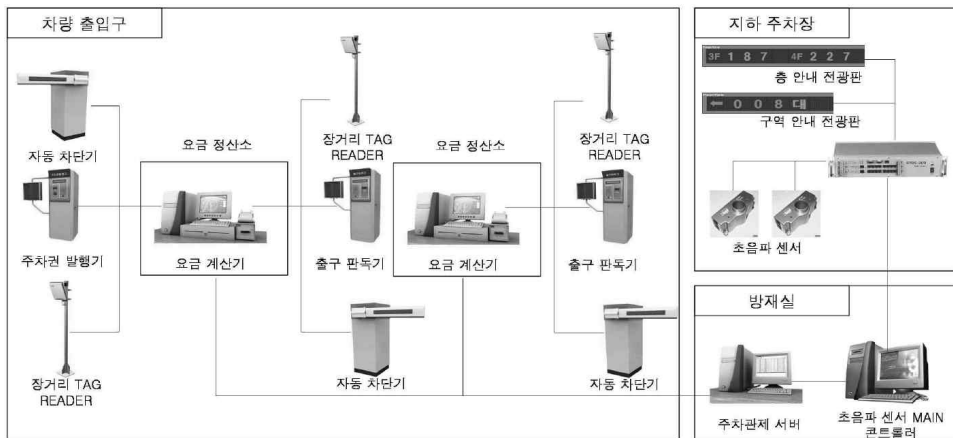 차량 출입구
자동 차단기
주차권 발행기
장거리 TAG
READER
요금 정산소
요금 계산기
장거리 TAG
READER
출구 판독기
자동 차단기
요금 정산소
요금 계산기
장거리 TAG
READER
출구 판독기
자동 차단기
지하 주차장
3F 187 4F 227
층 안내 전광판
← 008대
구역 안내 전광판
초음파 센서
방재실
주차관제 서버
초음파 센서 MAIN
콘트롤러